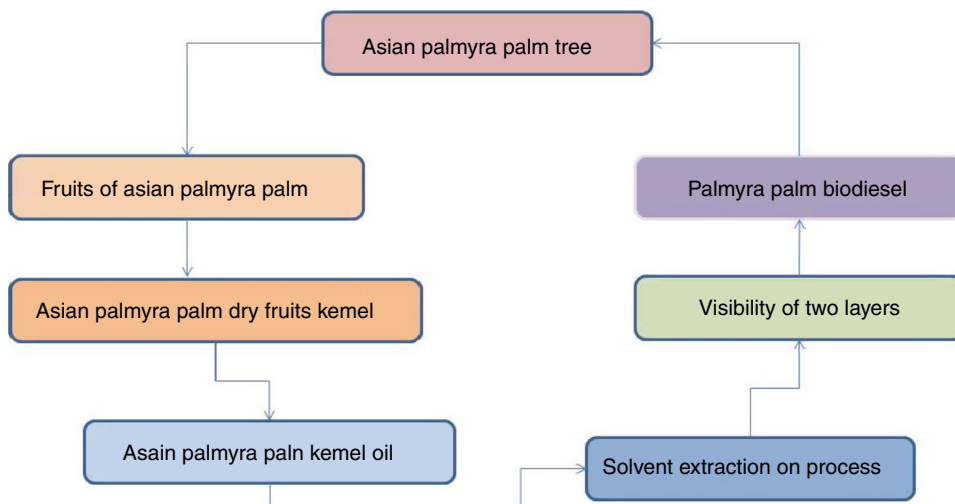 Asian palmyra palm tree
Fruits of asian palmyra palm
Palmyra palm biodiesel
Asian palmyra palm dry fruits kemel
Visibility of two layers
Asain palmyra paln kemel oil
Solvent extraction on process